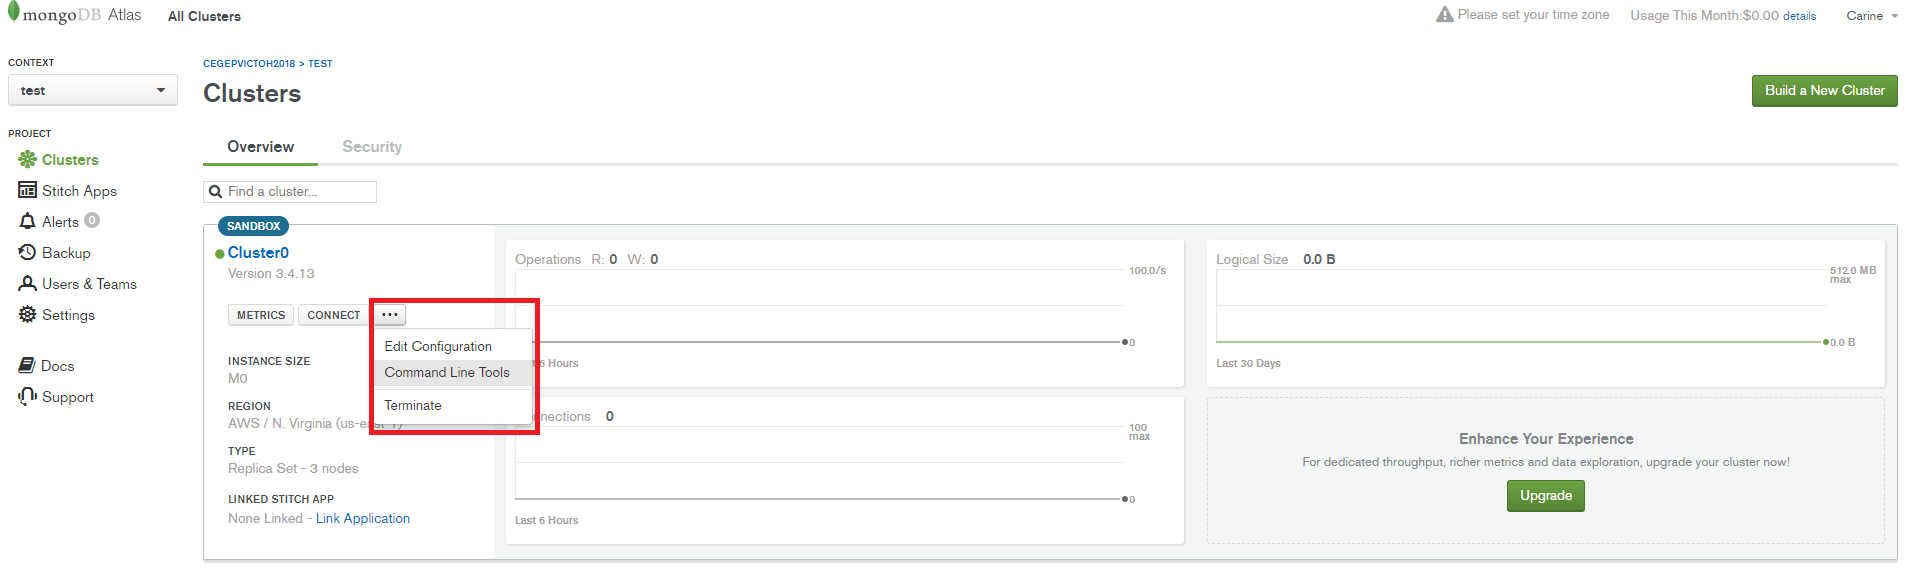 mongoDB Atlas All Clusters Please set your time zone Usage This Month:$0.00 details Carine
CONTEXT
test
PROJECT
Clusters
Stitch Apps
Alerts 0
Backup
Users & Teams
Settings
Docs
Support
CEGEPVICTOH2018 > TEST
Clusters
Build a New Cluster
Overview Security
Find a cluster...
SANDBOX
Cluster0
Version 3.4.13
METRICS CONNECT •••
Edit Configuration
Command Line Tools
Terminate
INSTANCE SIZE
M0
REGION
AWS / N. Virginia (us-east-1)
TYPE
Replica Set - 3 nodes
LINKED STITCH APP
None Linked - Link Application
Operations R: 0 W: 0
100.0/s
0
6 Hours
Logical Size 0.0 B
512.0 MB
max
0.0 B
Last 30 Days
nections 0
100
max
0
Last 6 Hours
Enhance Your Experience
For dedicated throughput, richer metrics and data exploration, upgrade your cluster now!
Upgrade